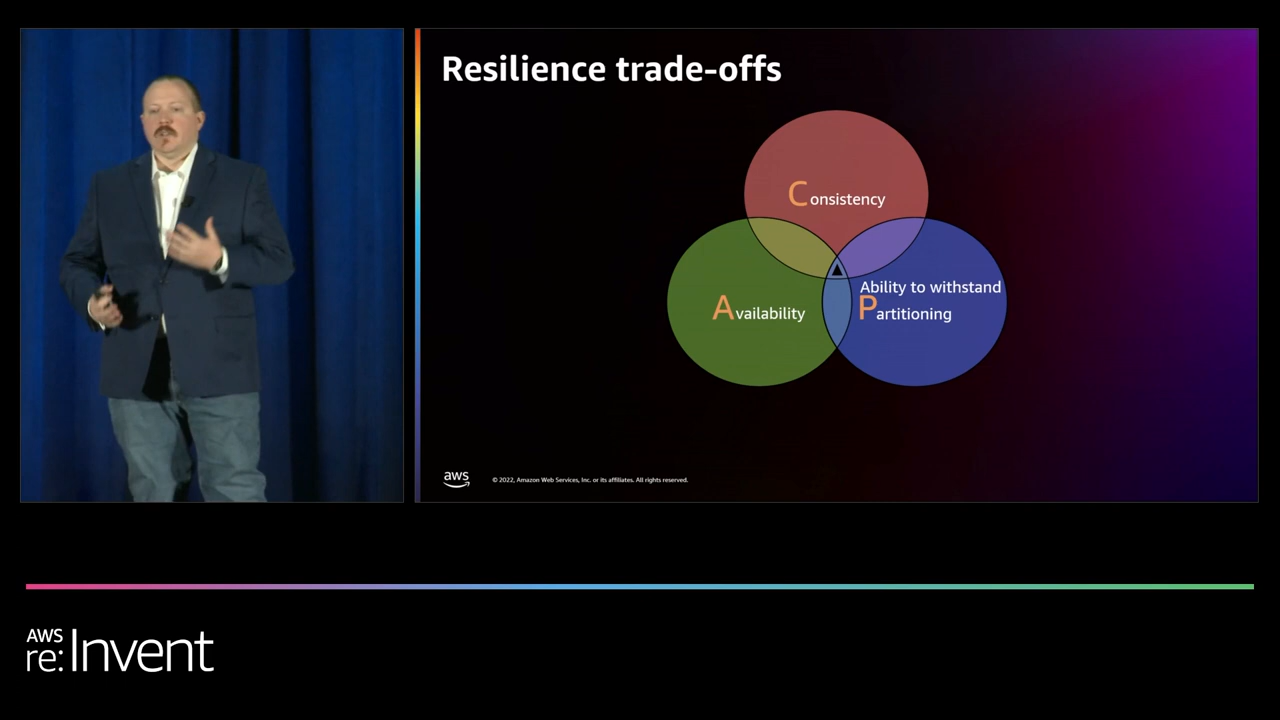 Resilience trade-offs
Consistency
Availability
Ability to withstand
Partitioning
aws
© 2022, Amazon Web Services, Inc. or its affiliates. All rights reserved.
AWS
re:Invent